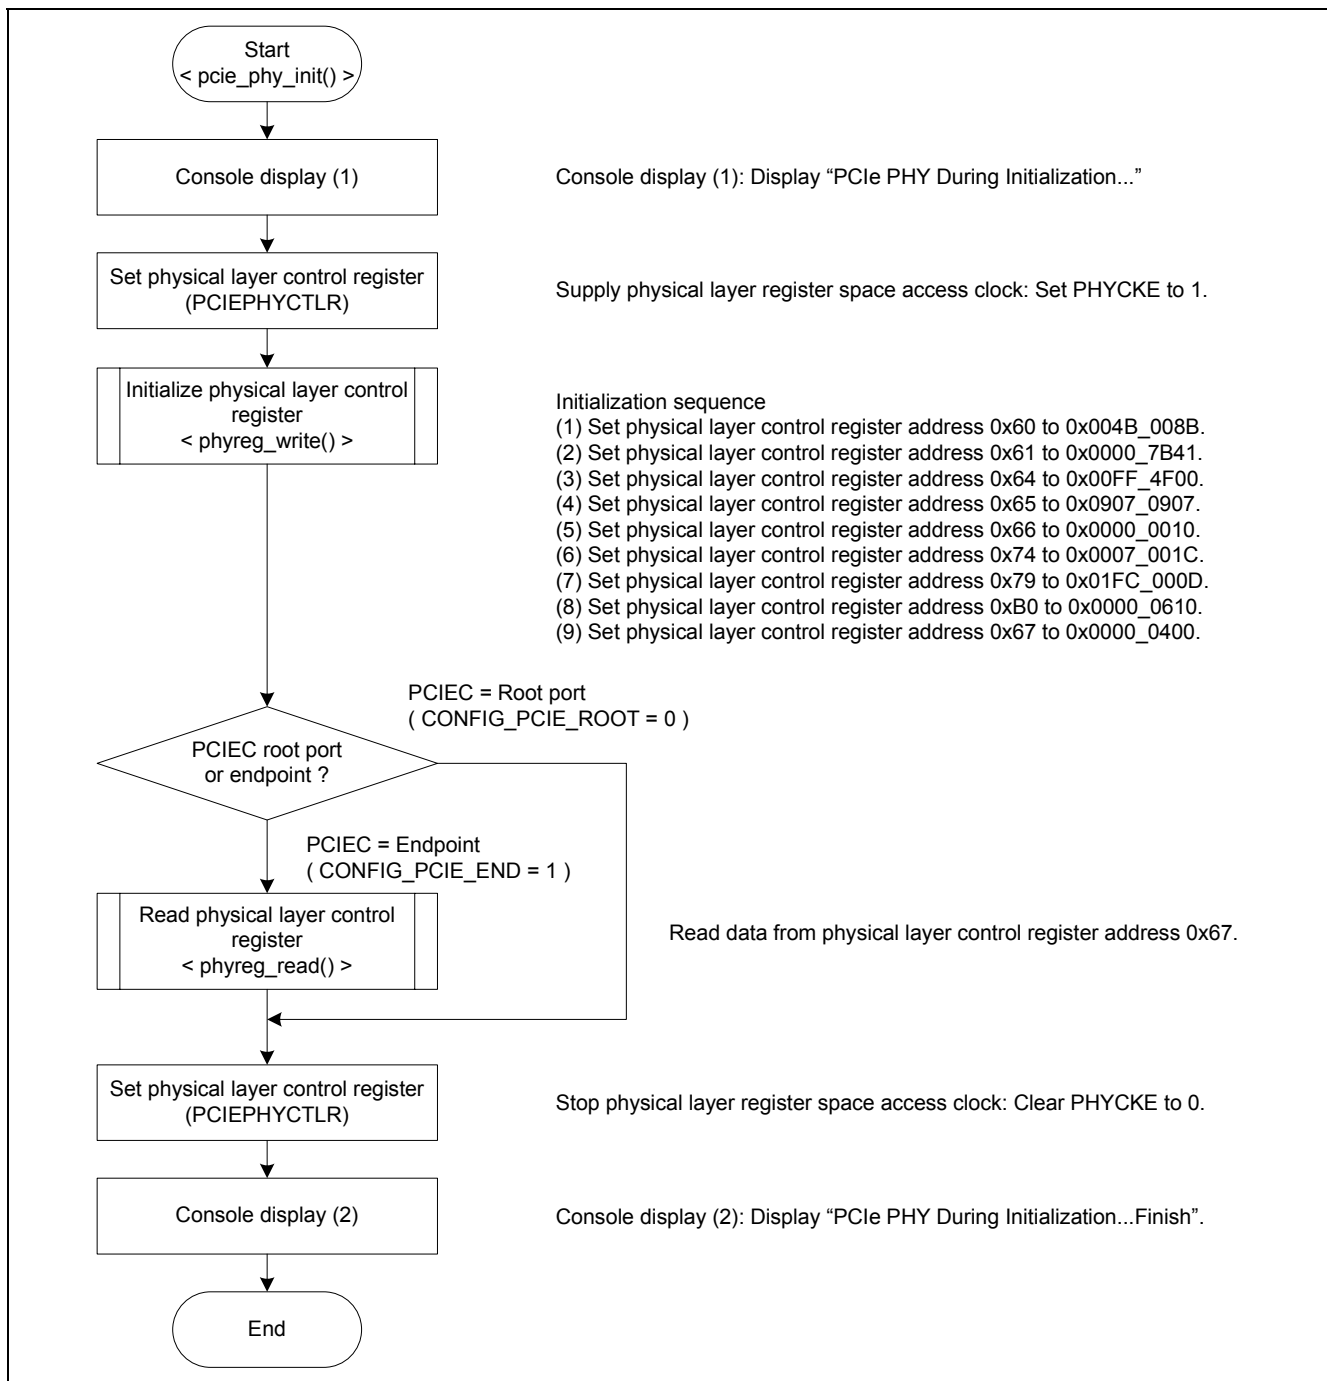 Start
< pcie_phy_init() >
Console display (1)
Console display (1): Display “PCIe PHY During Initialization...”
Set physical layer control register
(PCIEPHYCTLR)
Supply physical layer register space access clock: Set PHYCKE to 1.
Initialize physical layer control
register
< phyreg_write() >
Initialization sequence
(1) Set physical layer control register address 0x60 to 0x004B_008B.
(2) Set physical layer control register address 0x61 to 0x0000_7B41.
(3) Set physical layer control register address 0x64 to 0x00FF_4F00.
(4) Set physical layer control register address 0x65 to 0x0907_0907.
(5) Set physical layer control register address 0x66 to 0x0000_0010.
(6) Set physical layer control register address 0x74 to 0x0007_001C.
(7) Set physical layer control register address 0x79 to 0x01FC_000D.
(8) Set physical layer control register address 0xB0 to 0x0000_0610.
(9) Set physical layer control register address 0x67 to 0x0000_0400.
PCIEC = Root port
( CONFIG_PCIE_ROOT = 0 )
PCIEC root port
or endpoint ?
PCIEC = Endpoint
( CONFIG_PCIE_END = 1 )
Read physical layer control
register
< phyreg_read() >
Read data from physical layer control register address 0x67.
Set physical layer control register
(PCIEPHYCTLR)
Stop physical layer register space access clock: Clear PHYCKE to 0.
Console display (2)
Console display (2): Display “PCIe PHY During Initialization...Finish”.
End